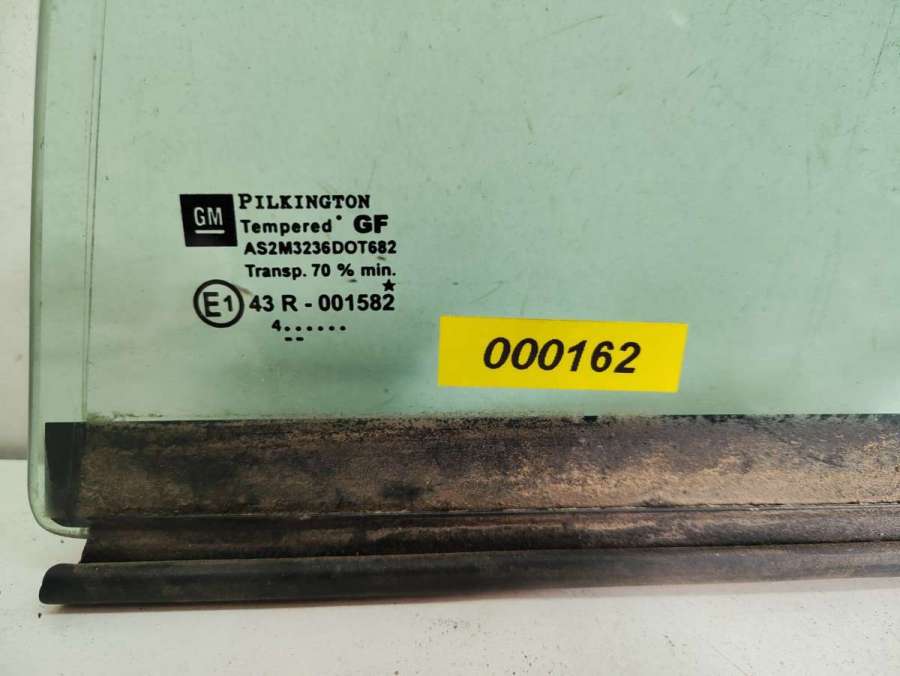 GM
PILKINGTON
Tempered GF
AS2M3236DOT682
Transp. 70 % min.
E1 43 R - 001582
4......
--
000162